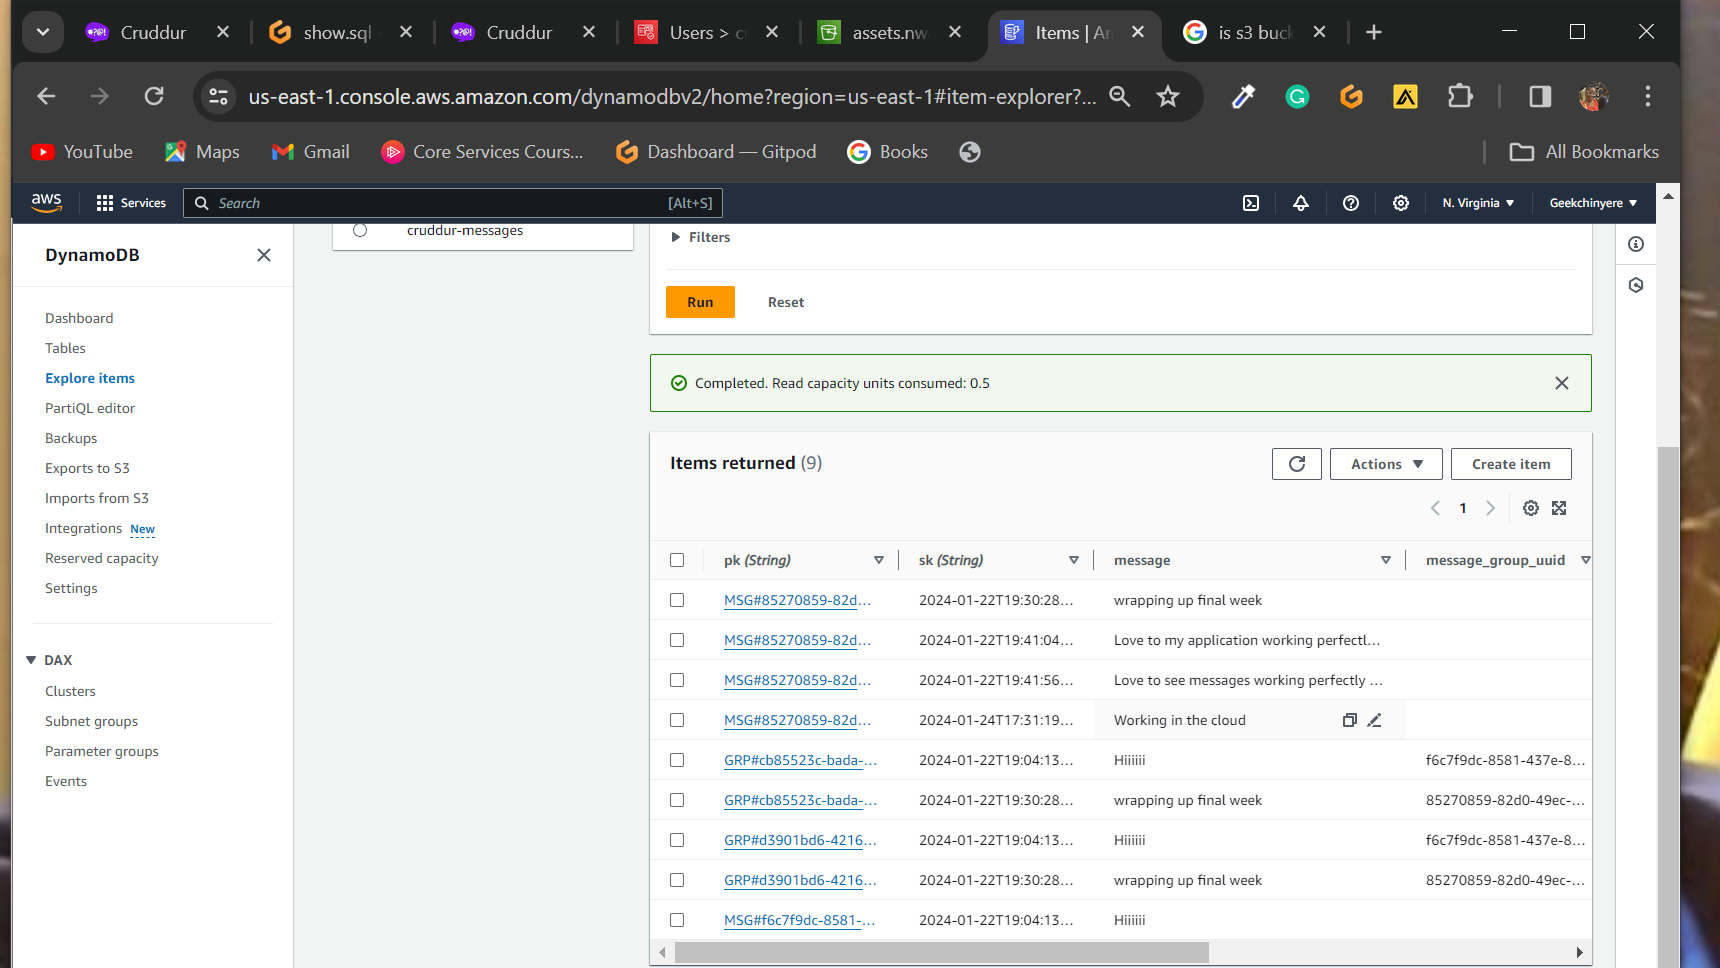 Cruddur
show.sql
Cruddur
Users > c
assets.nw
Items | An
is s3 buck
us-east-1.console.aws.amazon.com/dynamodbv2/home?region=us-east-1#item-explorer?...
YouTube
Maps
Gmail
Core Services Cours...
Dashboard — Gitpod
Books
All Bookmarks
aws
Services
Search
[Alt+S]
N. Virginia
Geekchinyere
DynamoDB
Dashboard
Tables
Explore items
PartiQL editor
Backups
Exports to S3
Imports from S3
Integrations New
Reserved capacity
Settings
DAX
Clusters
Subnet groups
Parameter groups
Events
cruddur-messages
Filters
Run
Reset
Completed. Read capacity units consumed: 0.5
Items returned (9)
Actions
Create item
1
pk (String) sk (String) message message_group_uuid
MSG#85270859-82d... 2024-01-22T19:30:28... wrapping up final week
MSG#85270859-82d... 2024-01-22T19:41:04... Love to my application working perfectl...
MSG#85270859-82d... 2024-01-22T19:41:56... Love to see messages working perfectly ...
MSG#85270859-82d... 2024-01-24T17:31:19... Working in the cloud
GRP#cb85523c-bada-... 2024-01-22T19:04:13... Hiiiiii f6c7f9dc-8581-437e-8...
GRP#cb85523c-bada-... 2024-01-22T19:30:28... wrapping up final week 85270859-82d0-49ec-...
GRP#d3901bd6-4216... 2024-01-22T19:04:13... Hiiiiii f6c7f9dc-8581-437e-8...
GRP#d3901bd6-4216... 2024-01-22T19:30:28... wrapping up final week 85270859-82d0-49ec-...
MSG#f6c7f9dc-8581-... 2024-01-22T19:04:13... Hiiiiii